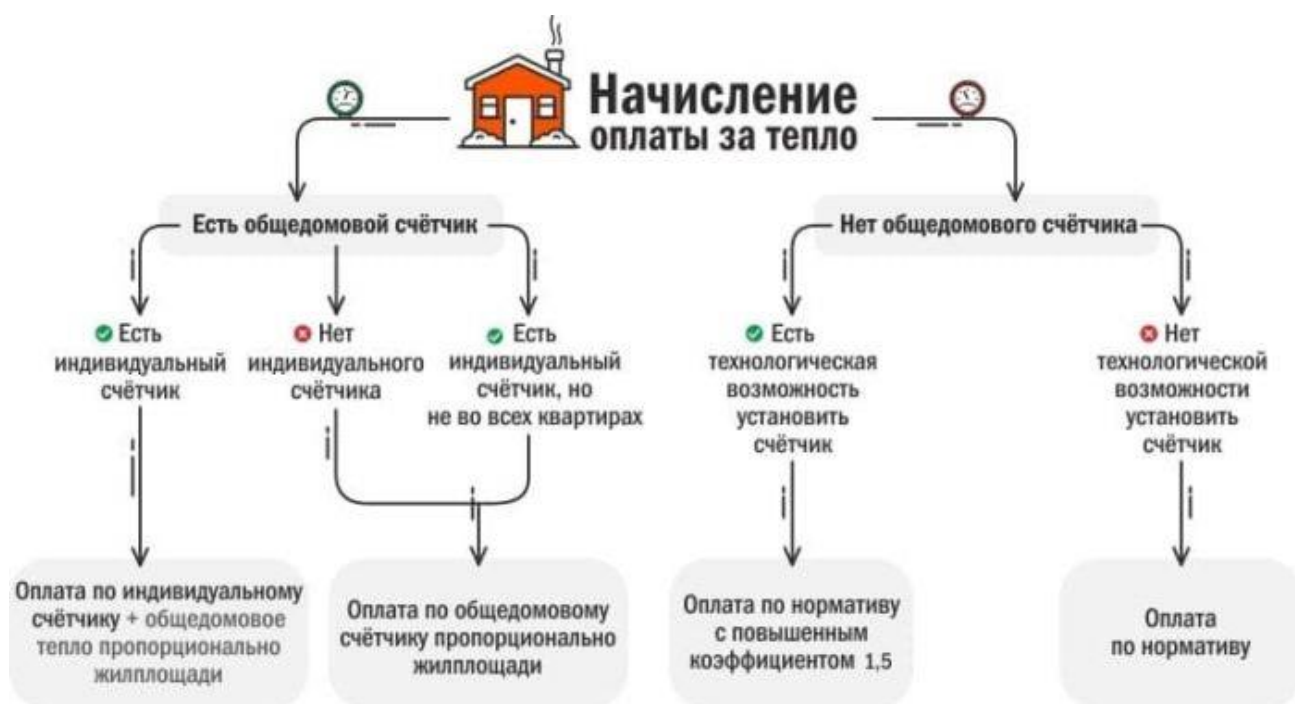 Начисление
оплаты за тепло
Есть общедомовой счётчик
Нет общедомового счётчика
Есть
индивидуальный
счётчик
Нет
индивидуального
счётчика
Есть
индивидуальный
счётчик, но
не во всех квартирах
Есть
технологическая
возможность
установить
счётчик
Нет
технологической
возможности
установить
счётчик
Оплата по индивидуальному
счётчику + общедомовое
тепло пропорционально
жилплощади
Оплата по общедомовому
счётчику пропорционально
жилплощади
Оплата по нормативу
с повышенным
коэффициентом 1,5
Оплата
по нормативу